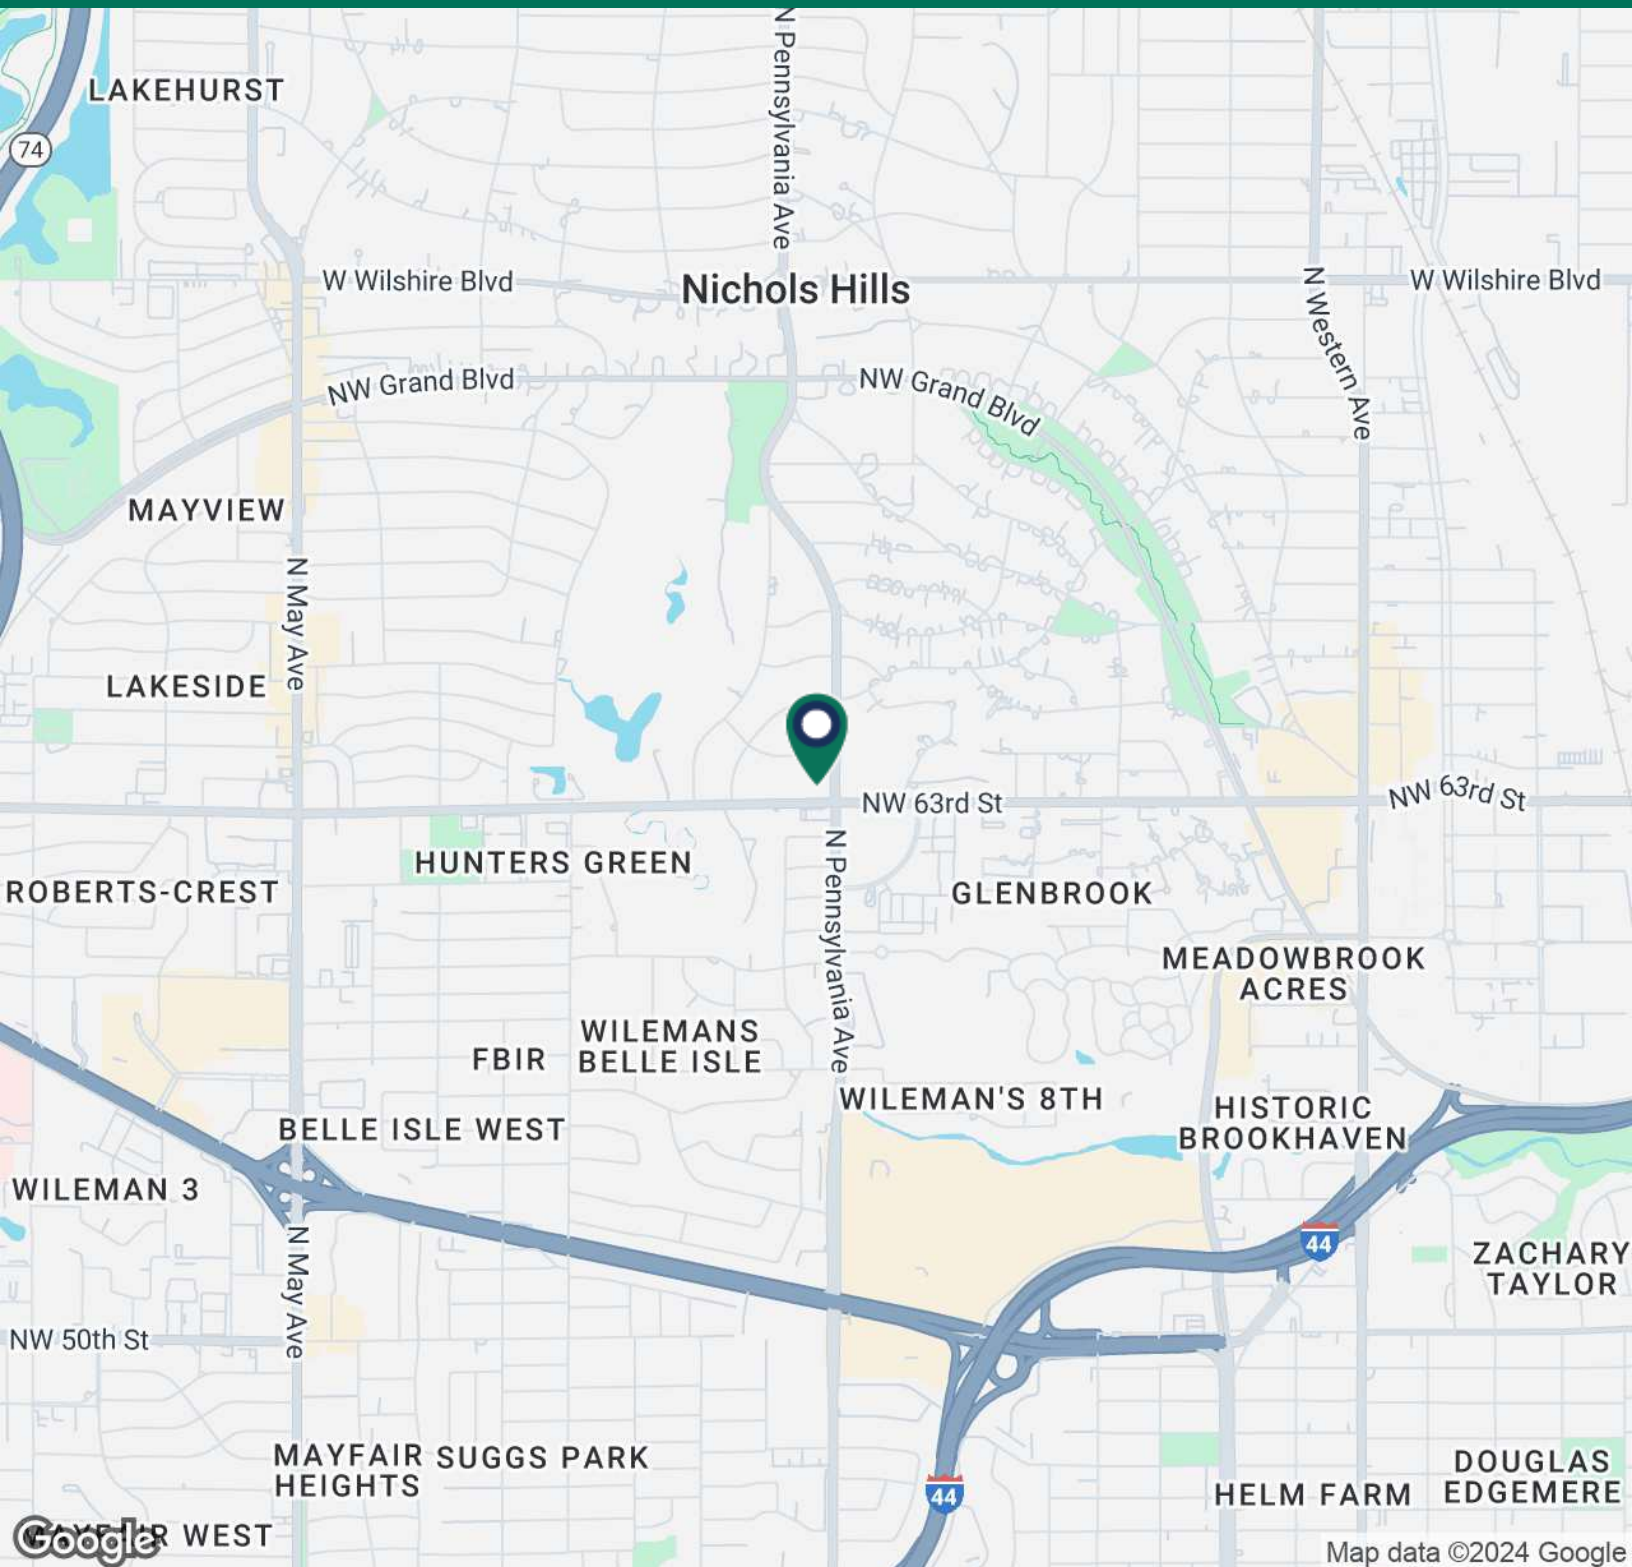 N Pennsylvania Ave
LAKEHURST
74
W Wilshire Blvd
Nichols Hills
N Western Ave
W Wilshire Blvd
NW Grand Blvd
NW Grand Blvd
MAYVIEW
N May Ave
LAKESIDE
NW 63rd St
NW 63rd St
HUNTERS GREEN
ROBERTS-CREST
N Pennsylvania Ave
GLENBROOK
MEADOWBROOK
ACRES
WILEMANS
BELLE ISLE
FBIR
WILEMAN'S 8TH
HISTORIC
BROOKHAVEN
BELLE ISLE WEST
WILEMAN 3
N May Ave
44
ZACHARY
TAYLOR
NW 50th St
MAYFAIR
HEIGHTS
SUGGS PARK
44
HELM FARM
DOUGLAS
EDGEMERE
MAYFAIR WEST
Google
Map data ©2024 Google